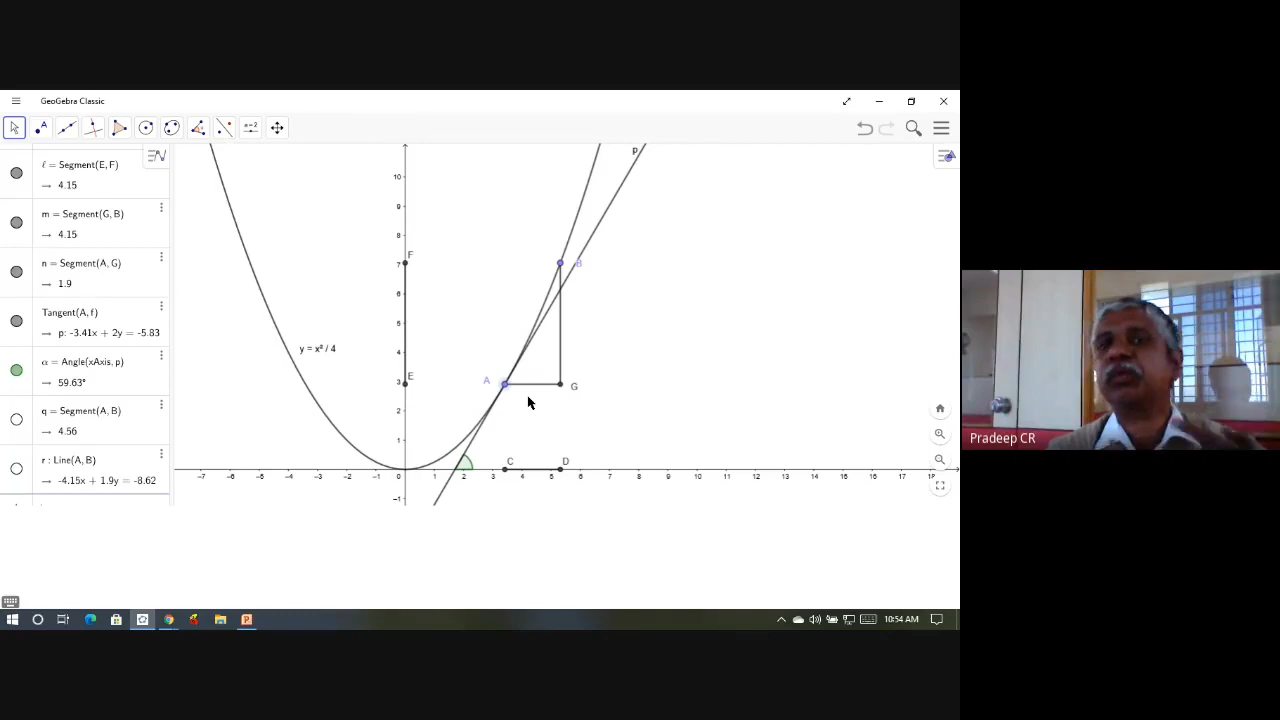 GeoGebra Classic
ℓ = Segment(E, F)
→ 4.15
m = Segment(G, B)
→ 4.15
n = Segment(A, G)
→ 1.9
Tangent(A, f)
→ p: -3.41x + 2y = -5.83
α = Angle(xAxis, p)
→ 59.63°
q = Segment(A, B)
→ 4.56
r : Line(A, B)
→ -4.15x + 1.9y = -8.62
a=2
p
10
9
8
F
7
B
6
5
y = x² / 4
4
E
3
A
G
2
1
C
D
-7 -6 -5 -4 -3 -2 -1 0 1 2 3 4 5 6 7 8 9 10 11 12 13 14 15 16 17 18
-1
Pradeep CR
10:54 AM